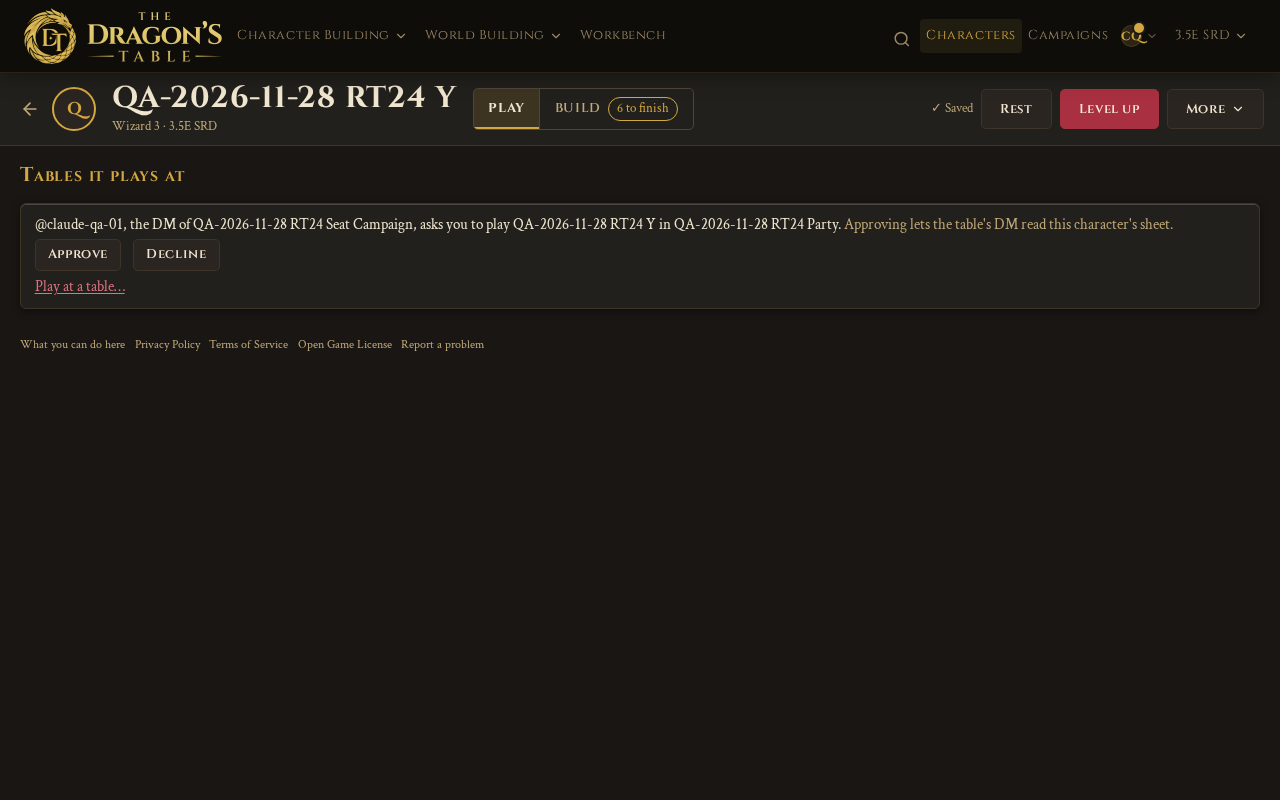 THE
DRAGON'S
TABLE
DT
CHARACTER BUILDING
WORLD BUILDING
WORKBENCH
CHARACTERS
CAMPAIGNS
CQ
3.5E SRD
Q
QA-2026-11-28 RT24 Y
Wizard 3 · 3.5E SRD
PLAY
BUILD
6 to finish
✓ Saved
REST
LEVEL UP
MORE
TABLES IT PLAYS AT
@claude-qa-01, the DM of QA-2026-11-28 RT24 Seat Campaign, asks you to play QA-2026-11-28 RT24 Y in QA-2026-11-28 RT24 Party. Approving lets the table's DM read this character's sheet.
APPROVE
DECLINE
Play at a table…
What you can do here Privacy Policy Terms of Service Open Game License Report a problem